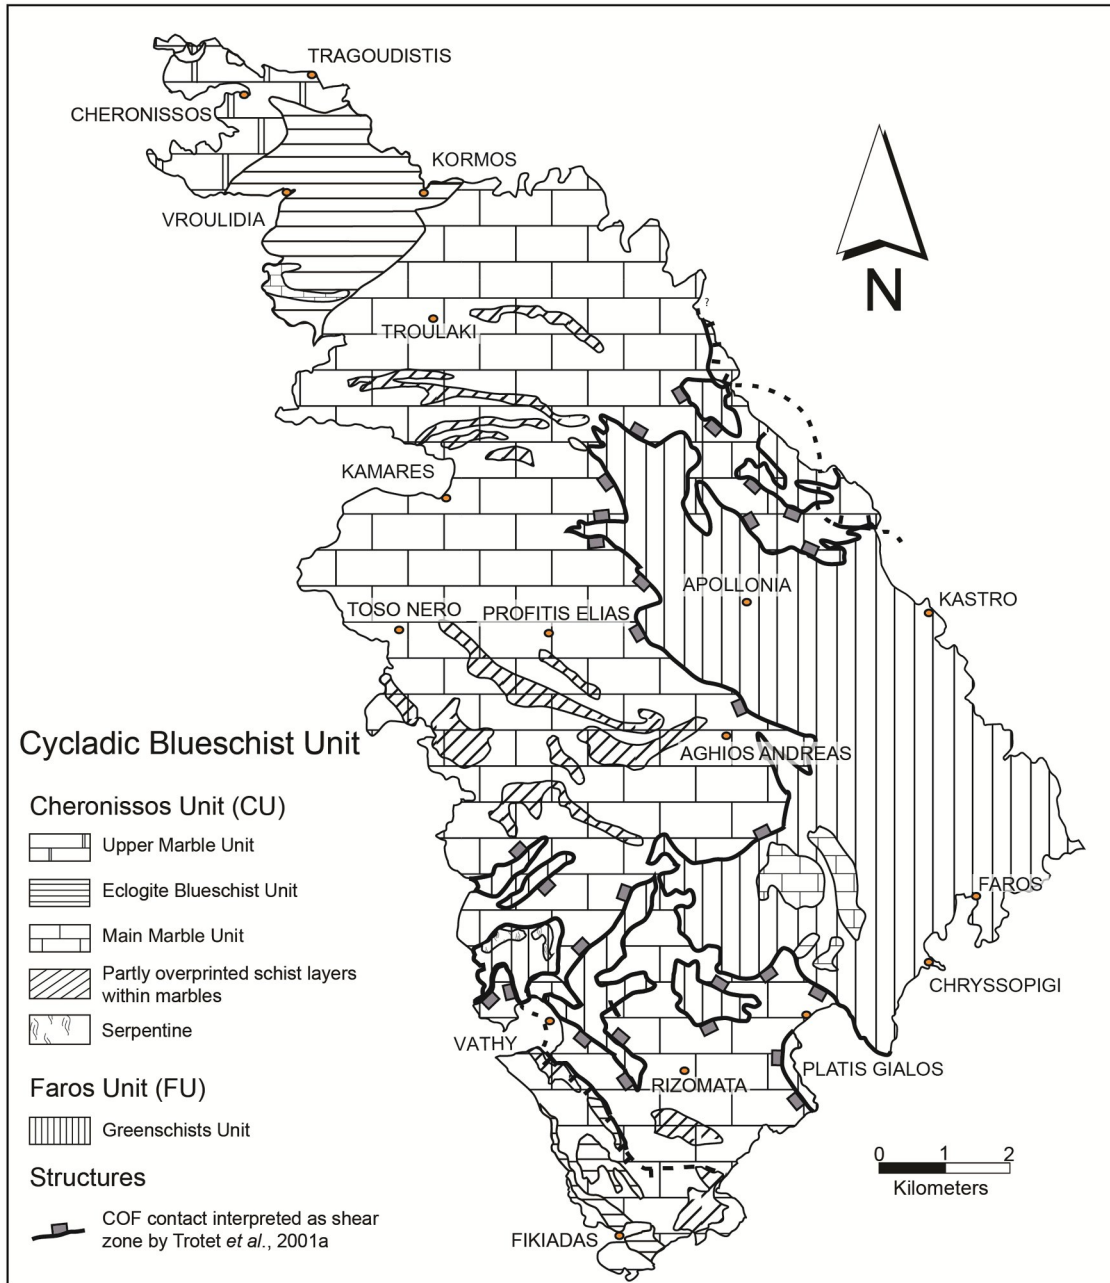 TRAGOUDISTIS
CHERONISSOS
KORMOS
VROULIDIA
N
?
TROULAKI
KAMARES
APOLLONIA
KASTRO
TOSO NERO
PROFITIS ELIAS
AGHIOS ANDREAS
FAROS
CHRYSSOPIGI
VATHY
PLATIS GIALOS
RIZOMATA
FIKIADAS
0 1 2
Kilometers
Cycladic Blueschist Unit
Cheronissos Unit (CU)
Upper Marble Unit
Eclogite Blueschist Unit
Main Marble Unit
Partly overprinted schist layers
within marbles
Serpentine
Faros Unit (FU)
Greenschists Unit
Structures
COF contact interpreted as shear
zone by Trotet et al., 2001a